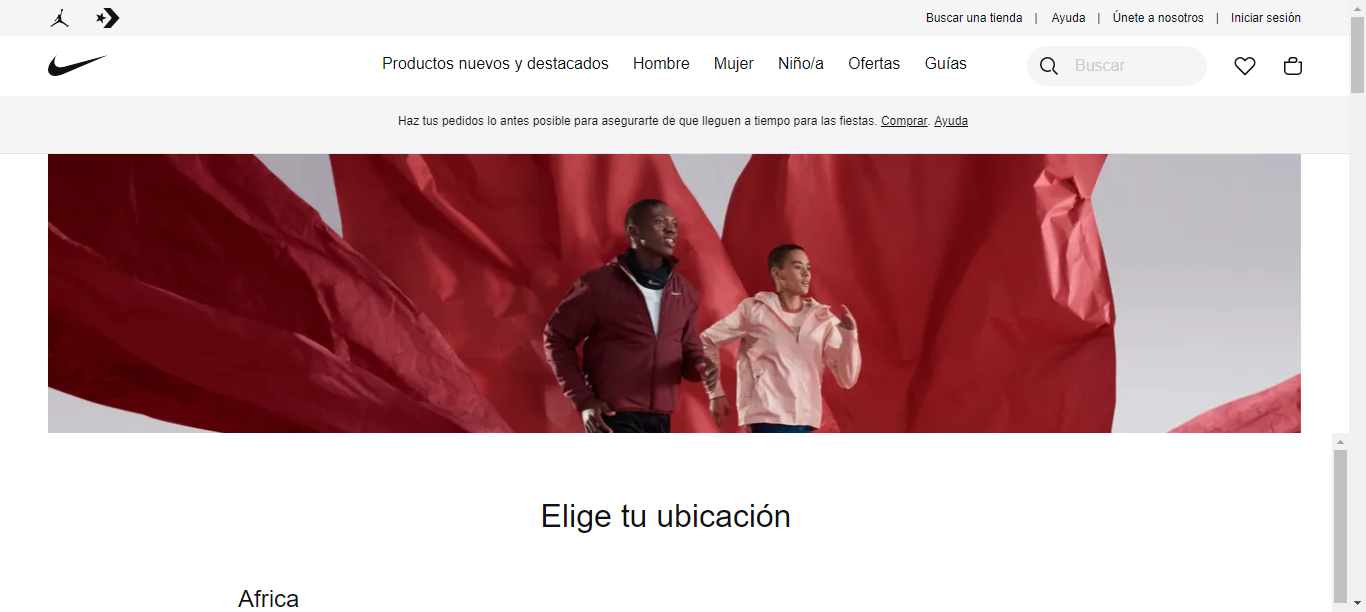 Buscar una tienda | Ayuda | Únete a nosotros | Iniciar sesión
Productos nuevos y destacados Hombre Mujer Niño/a Ofertas Guías Buscar
Haz tus pedidos lo antes posible para asegurarte de que lleguen a tiempo para las fiestas. Comprar. Ayuda
Elige tu ubicación
Africa